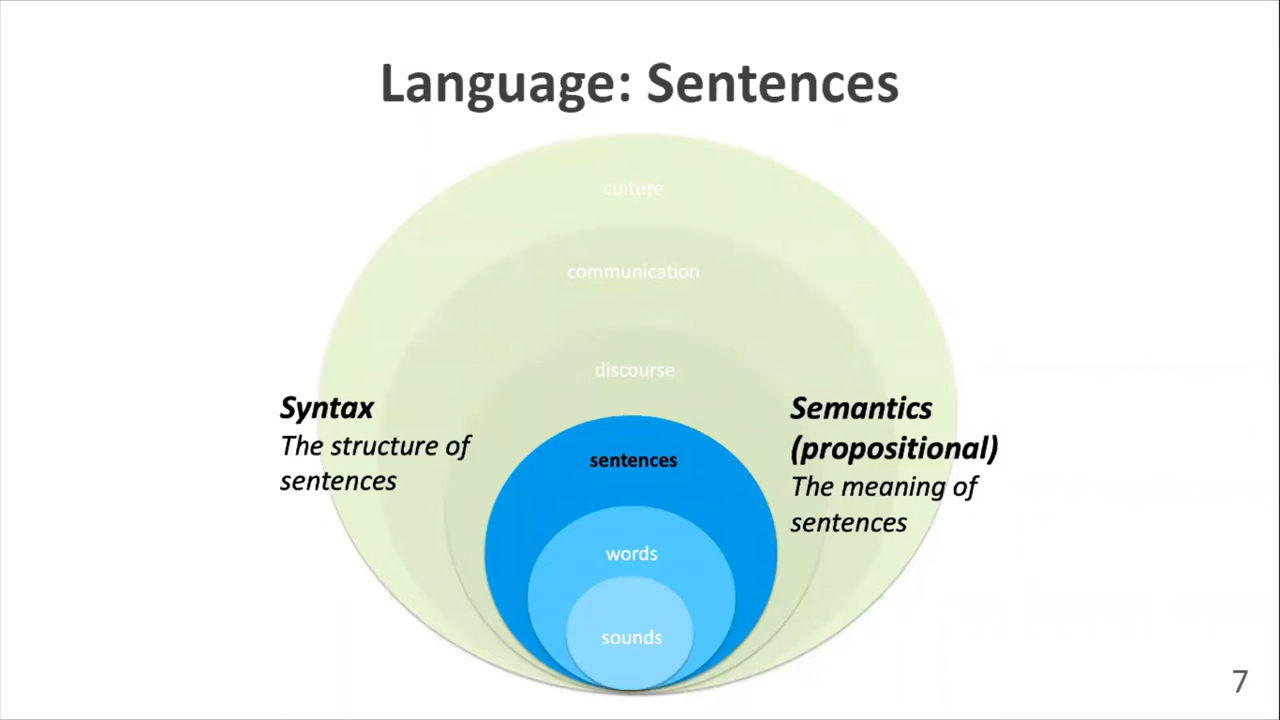 Language: Sentences
culture
communication
discourse
Syntax
The structure of
sentences
sentences
Semantics
(propositional)
The meaning of
sentences
words
sounds
7